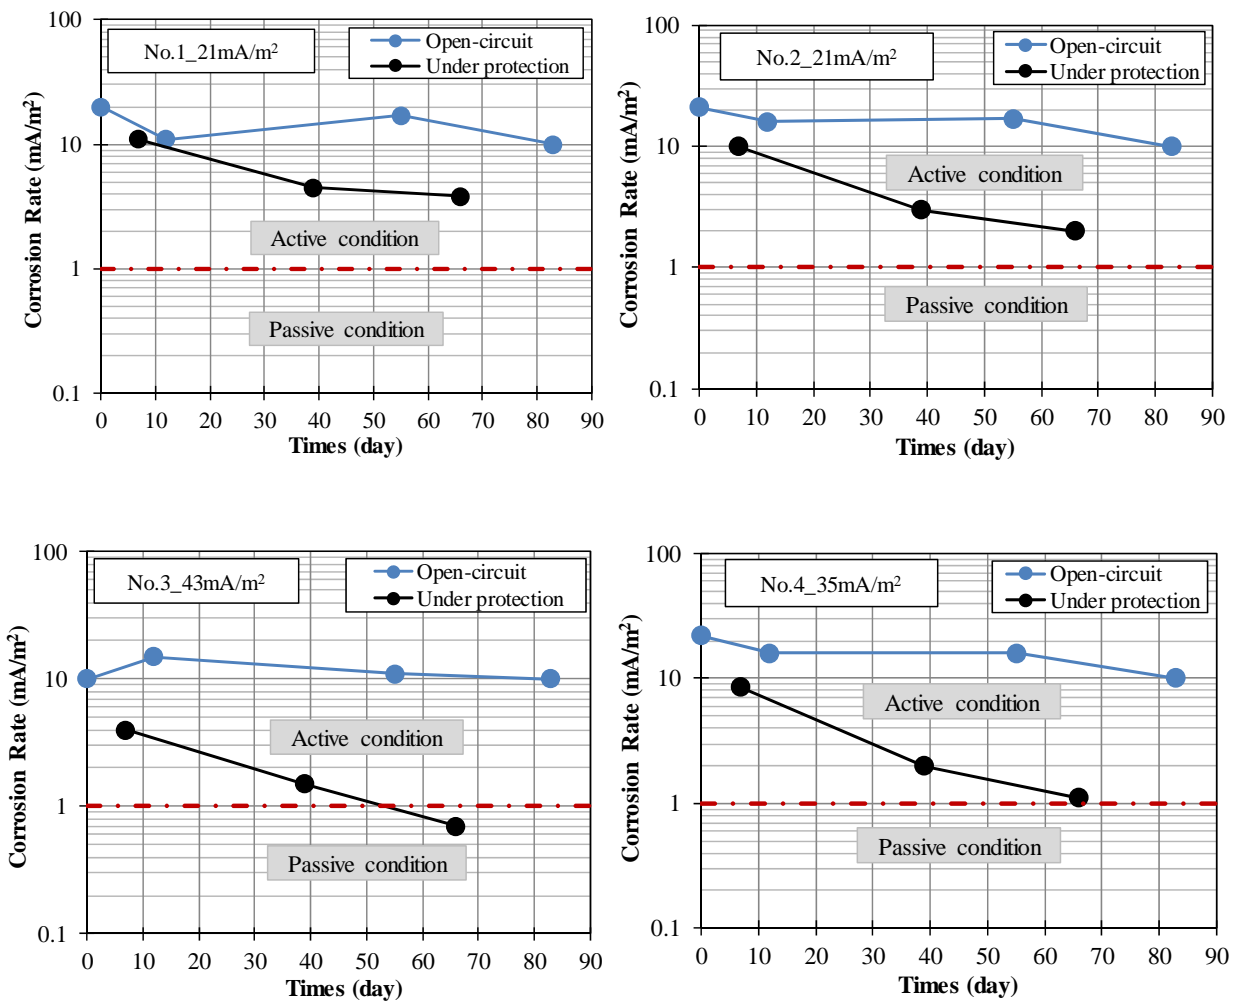 100
10
1
0.1
Corrosion Rate (mA/m²)
No.1_21mA/m²
Open-circuit
Under protection
Active condition
Passive condition
0 10 20 30 40 50 60 70 80 90
Times (day)
100
10
1
0.1
Corrosion Rate (mA/m²)
No.2_21mA/m²
Open-circuit
Under protection
Active condition
Passive condition
0 10 20 30 40 50 60 70 80 90
Times (day)
100
10
1
0.1
Corrosion Rate (mA/m²)
No.3_43mA/m²
Open-circuit
Under protection
Active condition
Passive condition
0 10 20 30 40 50 60 70 80 90
Times (day)
100
10
1
0.1
Corrosion Rate (mA/m²)
No.4_35mA/m²
Open-circuit
Under protection
Active condition
Passive condition
0 10 20 30 40 50 60 70 80 90
Times (day)